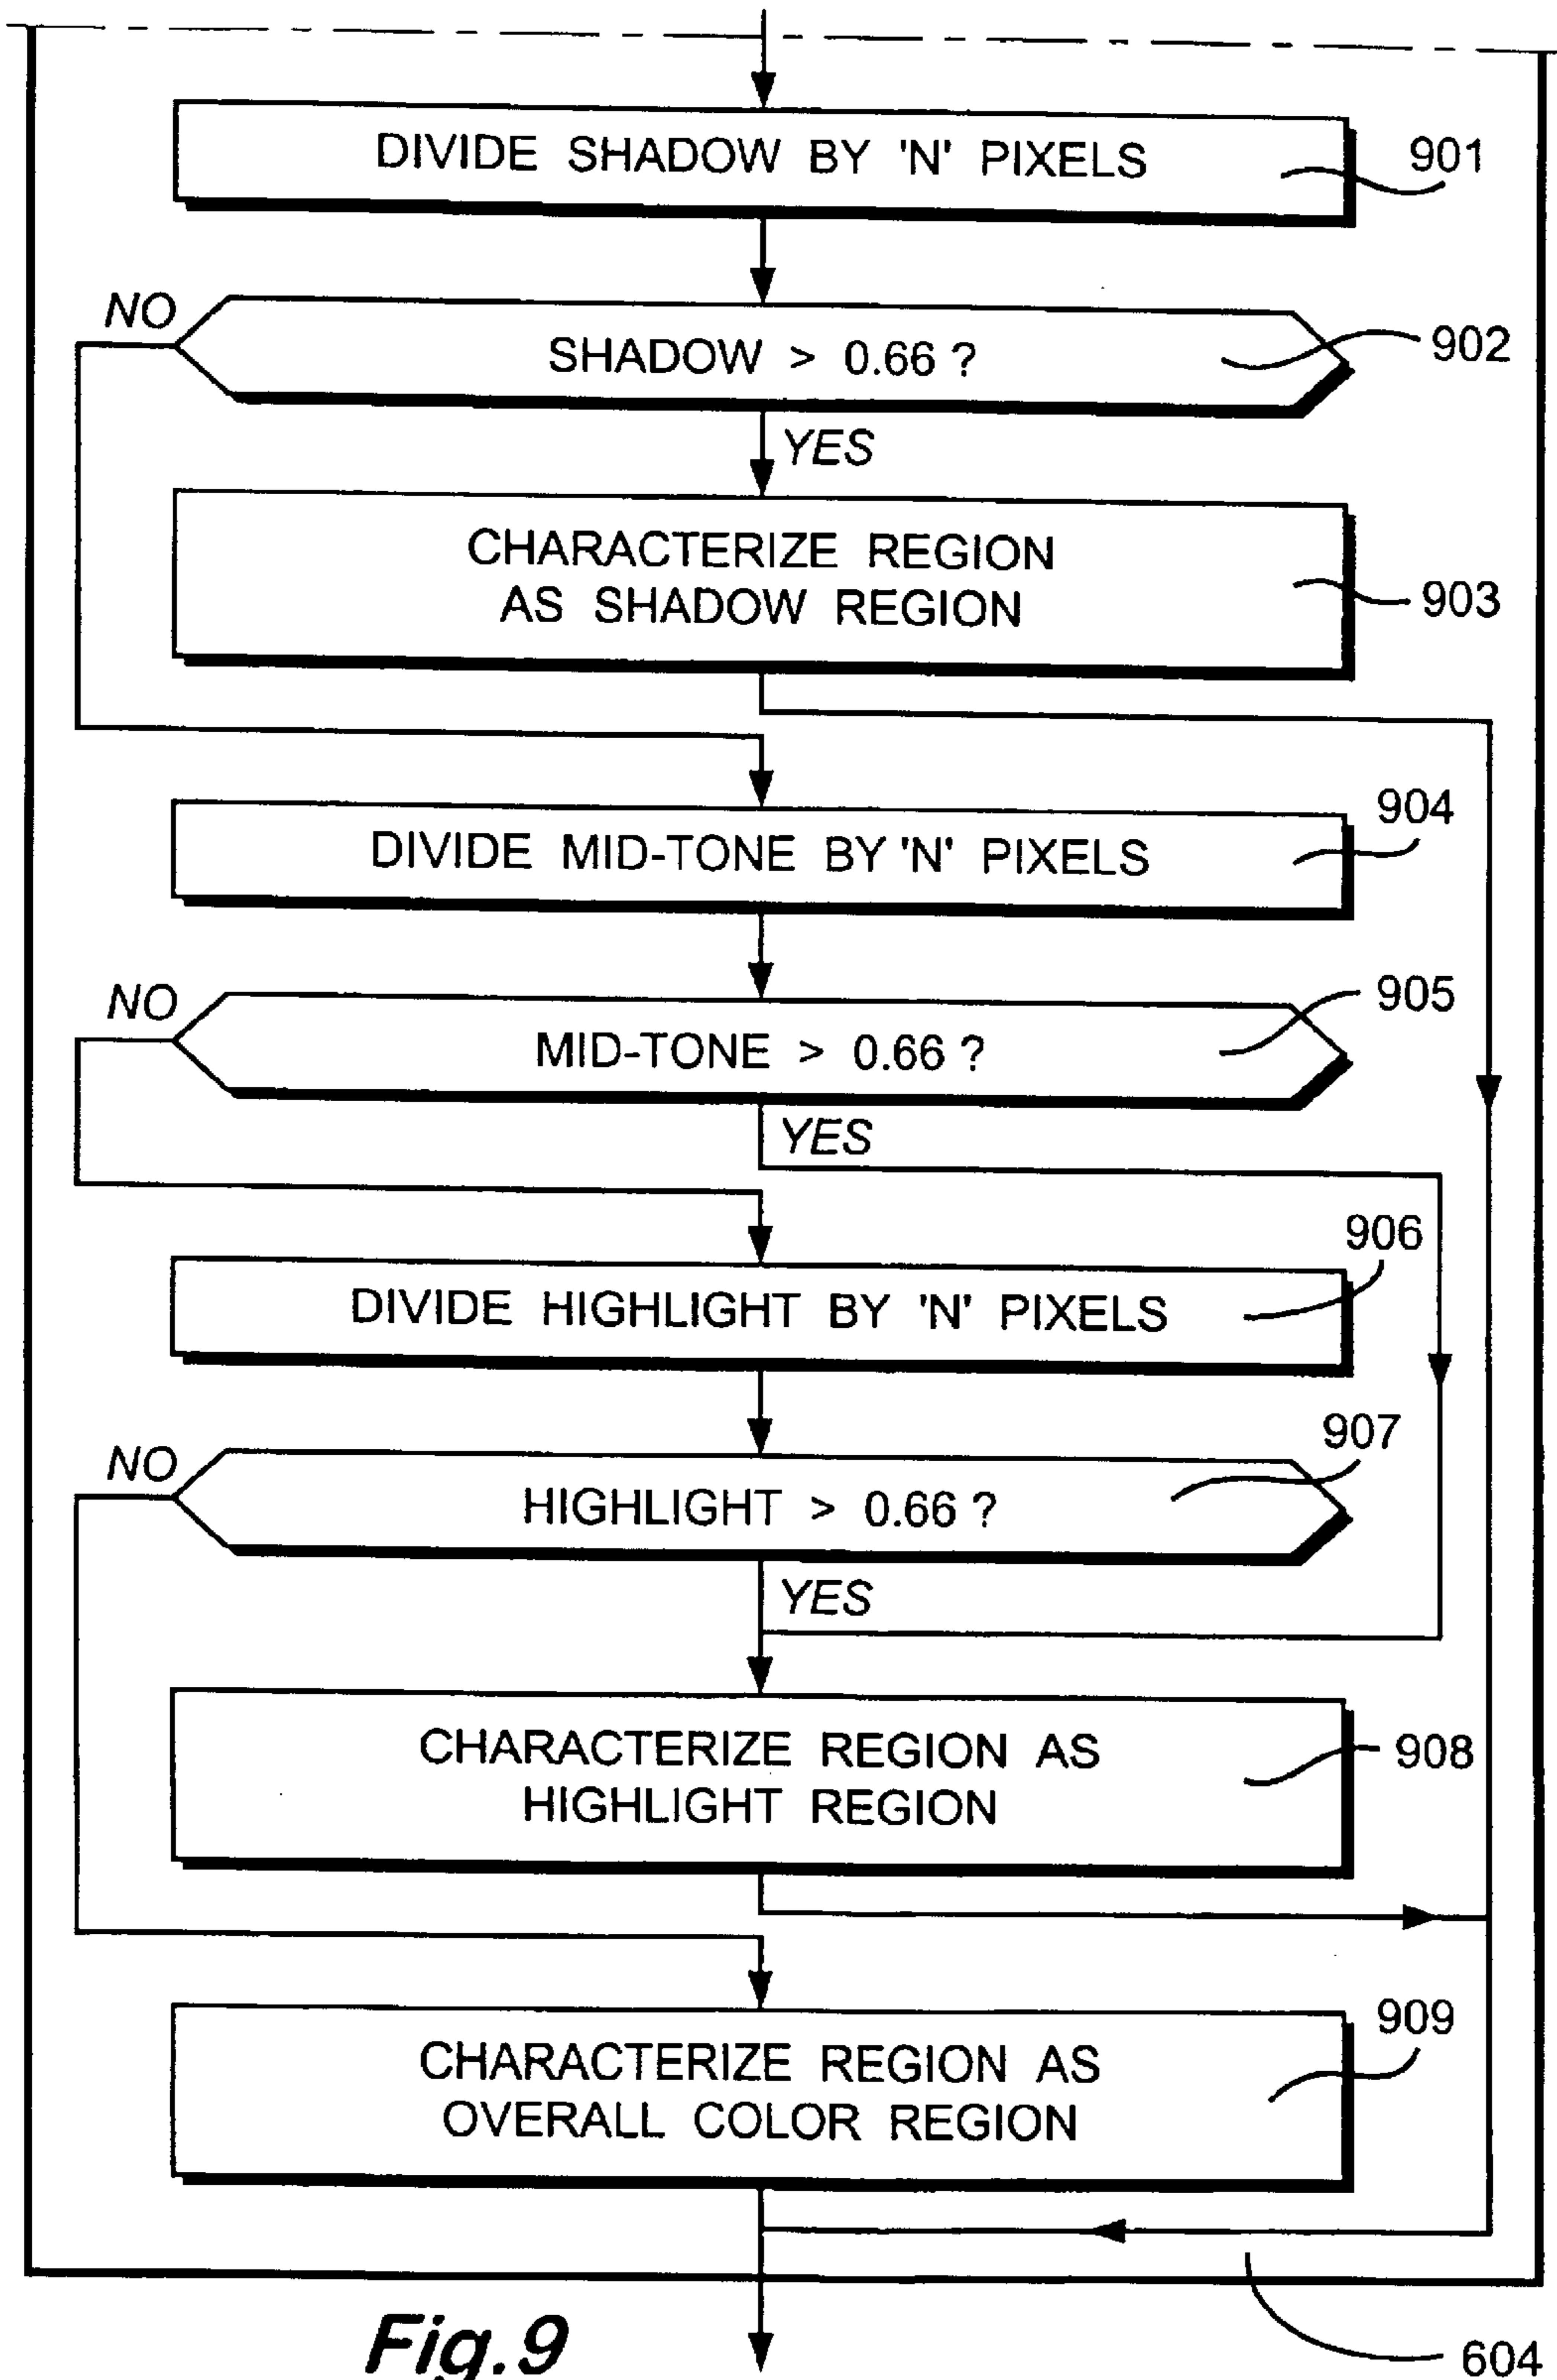 DIVIDE SHADOW BY 'N' PIXELS
901
NO
SHADOW > 0.66 ?
902
YES
CHARACTERIZE REGION
AS SHADOW REGION
903
904
DIVIDE MID-TONE BY 'N' PIXELS
NO
905
MID-TONE > 0.66 ?
YES
906
DIVIDE HIGHLIGHT BY 'N' PIXELS
907
NO
HIGHLIGHT > 0.66 ?
YES
CHARACTERIZE REGION AS
HIGHLIGHT REGION
908
909
CHARACTERIZE REGION AS
OVERALL COLOR REGION
Fig.9
604